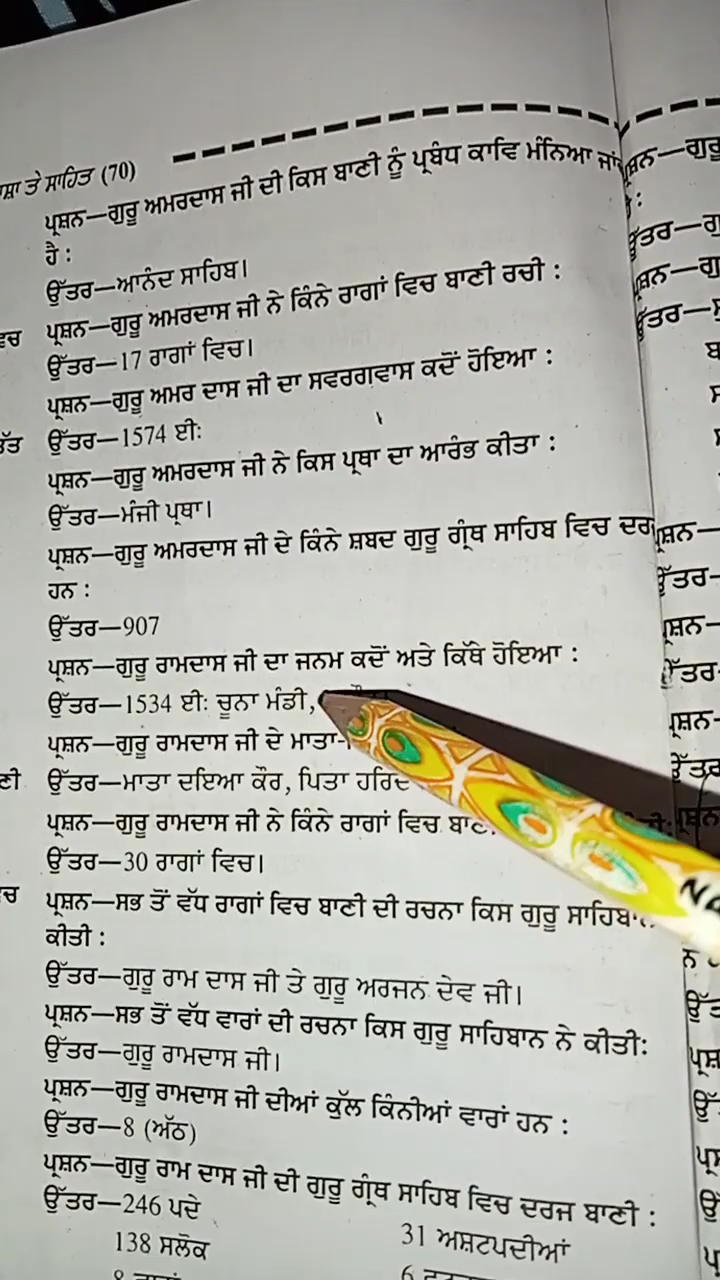 ਤੇ ਸਾਹਿਤ (70)
ਪ੍ਰਸ਼ਨ—ਗੁਰੂ ਅਮਰਦਾਸ ਜੀ ਦੀ ਕਿਸ ਬਾਣੀ ਨੂੰ ਪ੍ਰਬੰਧ ਕਾਵਿ ਮੰਨਿਆ
ਹੈ :
ਉੱਤਰ—ਆਨੰਦ ਸਾਹਿਬ।
ਪ੍ਰਸ਼ਨ—ਗੁਰੂ ਅਮਰਦਾਸ ਜੀ ਨੇ ਕਿੰਨੇ ਰਾਗਾਂ ਵਿਚ ਬਾਣੀ ਰਚੀ :
ਉੱਤਰ—17 ਰਾਗਾਂ ਵਿਚ।
ਪ੍ਰਸ਼ਨ—ਗੁਰੂ ਅਮਰ ਦਾਸ ਜੀ ਦਾ ਸਵਰਗਵਾਸ ਕਦੋਂ ਹੋਇਆ :
ਉੱਤਰ—1574 ਈਃ
ਪ੍ਰਸ਼ਨ—ਗੁਰੂ ਅਮਰਦਾਸ ਜੀ ਨੇ ਕਿਸ ਪ੍ਰਥਾ ਦਾ ਆਰੰਭ ਕੀਤਾ :
ਉੱਤਰ—ਮੰਜੀ ਪ੍ਰਥਾ।
ਪ੍ਰਸ਼ਨ—ਗੁਰੂ ਅਮਰਦਾਸ ਜੀ ਦੇ ਕਿੰਨੇ ਸ਼ਬਦ ਗੁਰੂ ਗ੍ਰੰਥ ਸਾਹਿਬ ਵਿਚ
ਹਨ :
ਉੱਤਰ—907
ਪ੍ਰਸ਼ਨ—ਗੁਰੂ ਰਾਮਦਾਸ ਜੀ ਦਾ ਜਨਮ ਕਦੋਂ ਅਤੇ ਕਿੱਥੇ ਹੋਇਆ :
ਉੱਤਰ—1534 ਈਃ ਚੂਨਾ ਮੰਡੀ,
ਪ੍ਰਸ਼ਨ—ਗੁਰੂ ਰਾਮਦਾਸ ਜੀ ਦੇ ਮਾਤਾ-
ਉੱਤਰ—ਮਾਤਾ ਦਇਆ ਕੌਰ, ਪਿਤਾ
ਪ੍ਰਸ਼ਨ—ਗੁਰੂ ਰਾਮਦਾਸ ਜੀ ਨੇ ਕਿੰਨੇ ਰਾਗਾਂ ਵਿਚ
ਉੱਤਰ—30 ਰਾਗਾਂ ਵਿਚ।
ਪ੍ਰਸ਼ਨ—ਸਭ ਤੋਂ ਵੱਧ ਰਾਗਾਂ ਵਿਚ ਬਾਣੀ ਦੀ ਰਚਨਾ ਕਿਸ ਗੁਰੂ
ਕੀਤੀ :
ਉੱਤਰ—ਗੁਰੂ ਰਾਮ ਦਾਸ ਜੀ ਤੇ ਗੁਰੂ ਅਰਜਨ ਦੇਵ ਜੀ।
ਪ੍ਰਸ਼ਨ—ਸਭ ਤੋਂ ਵੱਧ ਵਾਰਾਂ ਦੀ ਰਚਨਾ ਕਿਸ ਗੁਰੂ ਸਾਹਿਬਾਨ ਨੇ ਕੀਤੀਃ
ਉੱਤਰ—ਗੁਰੂ ਰਾਮਦਾਸ ਜੀ।
ਪ੍ਰਸ਼ਨ—ਗੁਰੂ ਰਾਮਦਾਸ ਜੀ ਦੀਆਂ ਕੁੱਲ ਕਿੰਨੀਆਂ ਵਾਰਾਂ ਹਨ :
ਉੱਤਰ—8 (ਅੱਠ)
ਪ੍ਰਸ਼ਨ—ਗੁਰੂ ਰਾਮ ਦਾਸ ਜੀ ਦੀ ਗੁਰੂ ਗ੍ਰੰਥ ਸਾਹਿਬ ਵਿਚ ਦਰਜ ਬਾਣੀ :
ਉੱਤਰ—246 ਪਦੇ
31 ਅਸ਼ਟਪਦੀਆਂ
138 ਸਲੋਕ